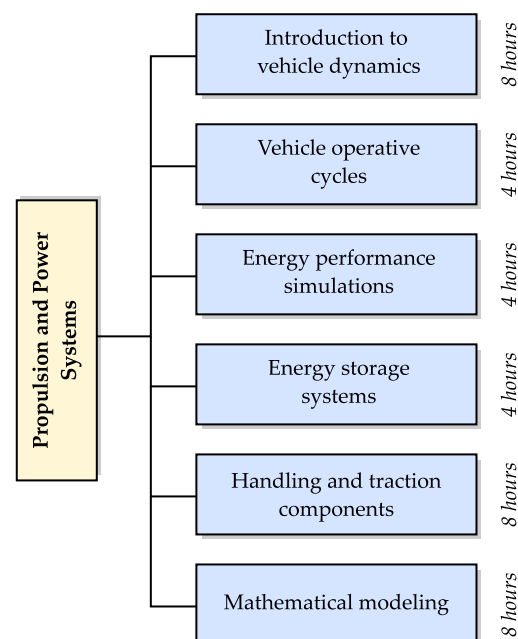 Propulsion and Power
Systems
Introduction to
vehicle dynamics
8 hours
Vehicle operative
cycles
4 hours
Energy performance
simulations
4 hours
Energy storage
systems
4 hours
Handling and traction
components
8 hours
Mathematical modeling
8 hours